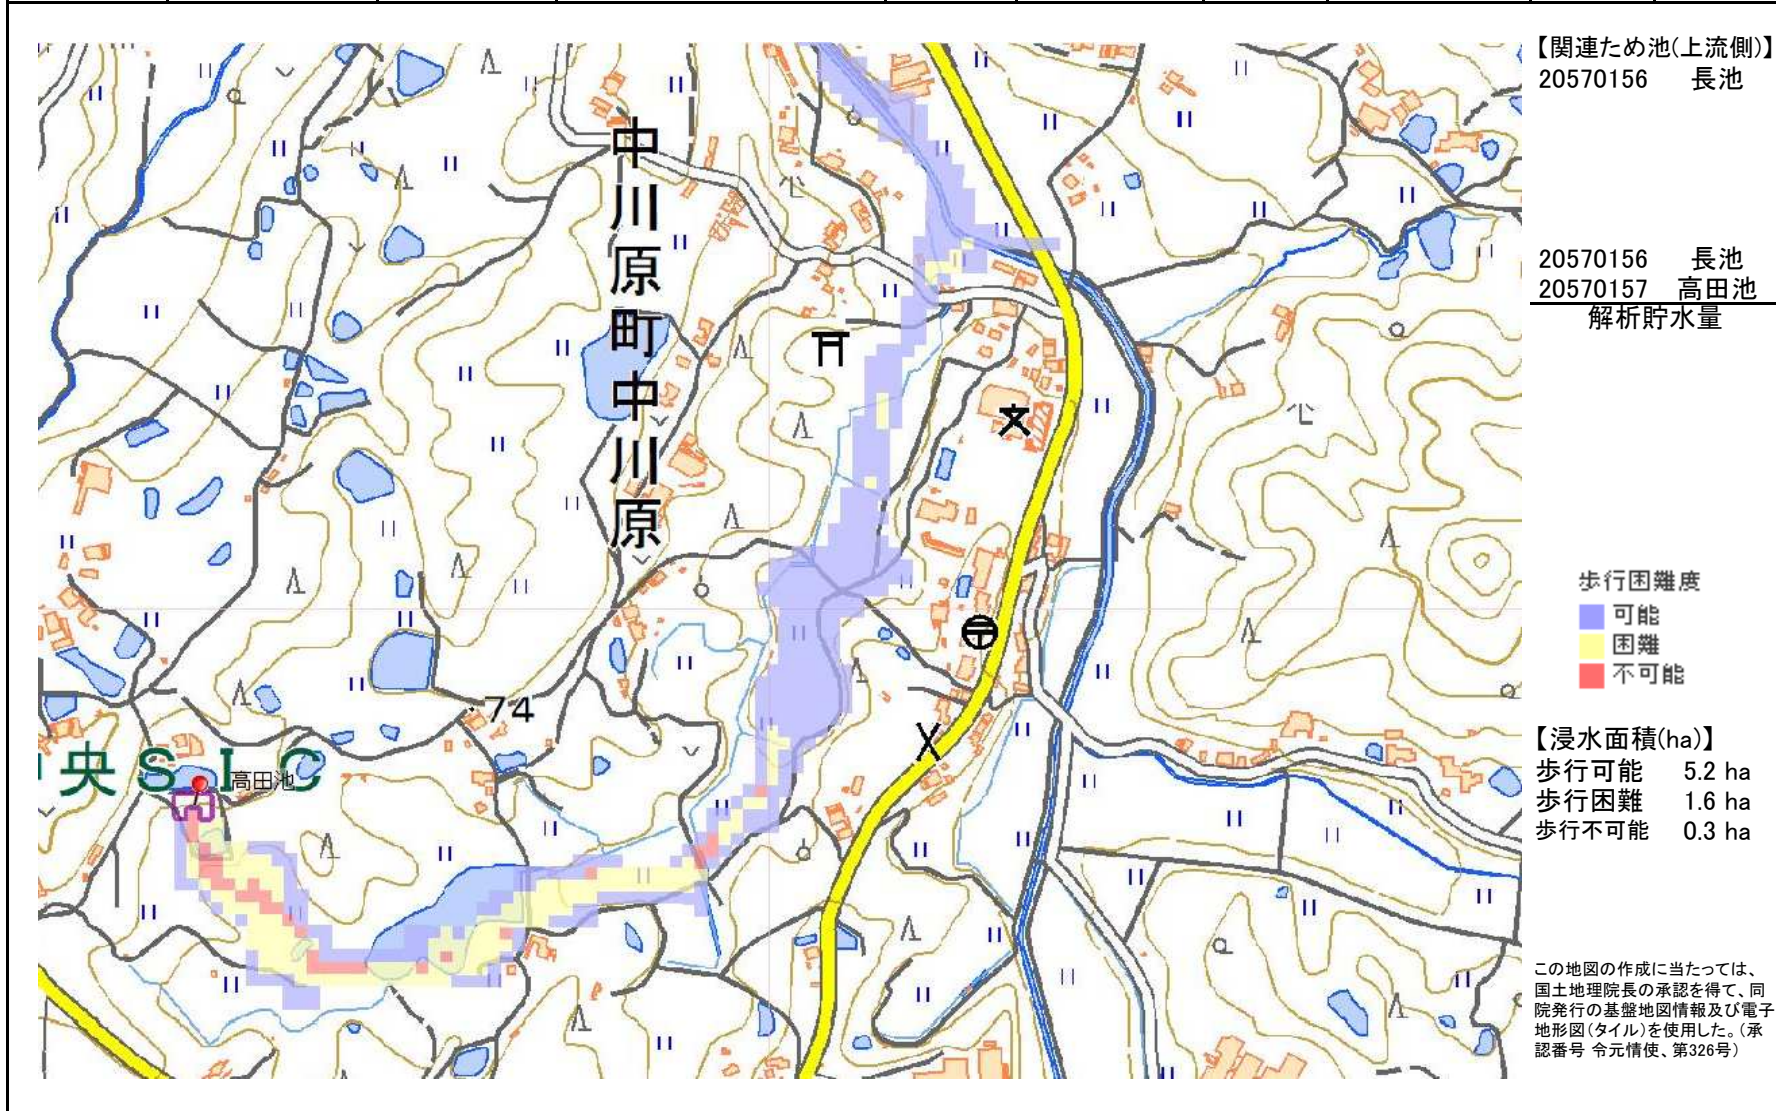 中川原町中川原
74
央SIC
高田池
【関連ため池(上流側)】
20570156 長池
20570156 長池
20570157 高田池
解析貯水量
歩行困難度
可能
困難
不可能
【浸水面積(ha)】
歩行可能 5.2 ha
歩行困難 1.6 ha
歩行不可能 0.3 ha
この地図の作成に当たっては、
国土地理院長の承認を得て、同
院発行の基盤地図情報及び電子
地形図(タイル)を使用した。(承
認番号 令元情使、第326号)